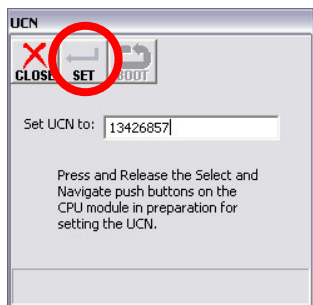 UCN
CLOSE SET BOOT
Set UCN to: 13426857
Press and Release the Select and
Navigate push buttons on the
CPU module in preparation for
setting the UCN.